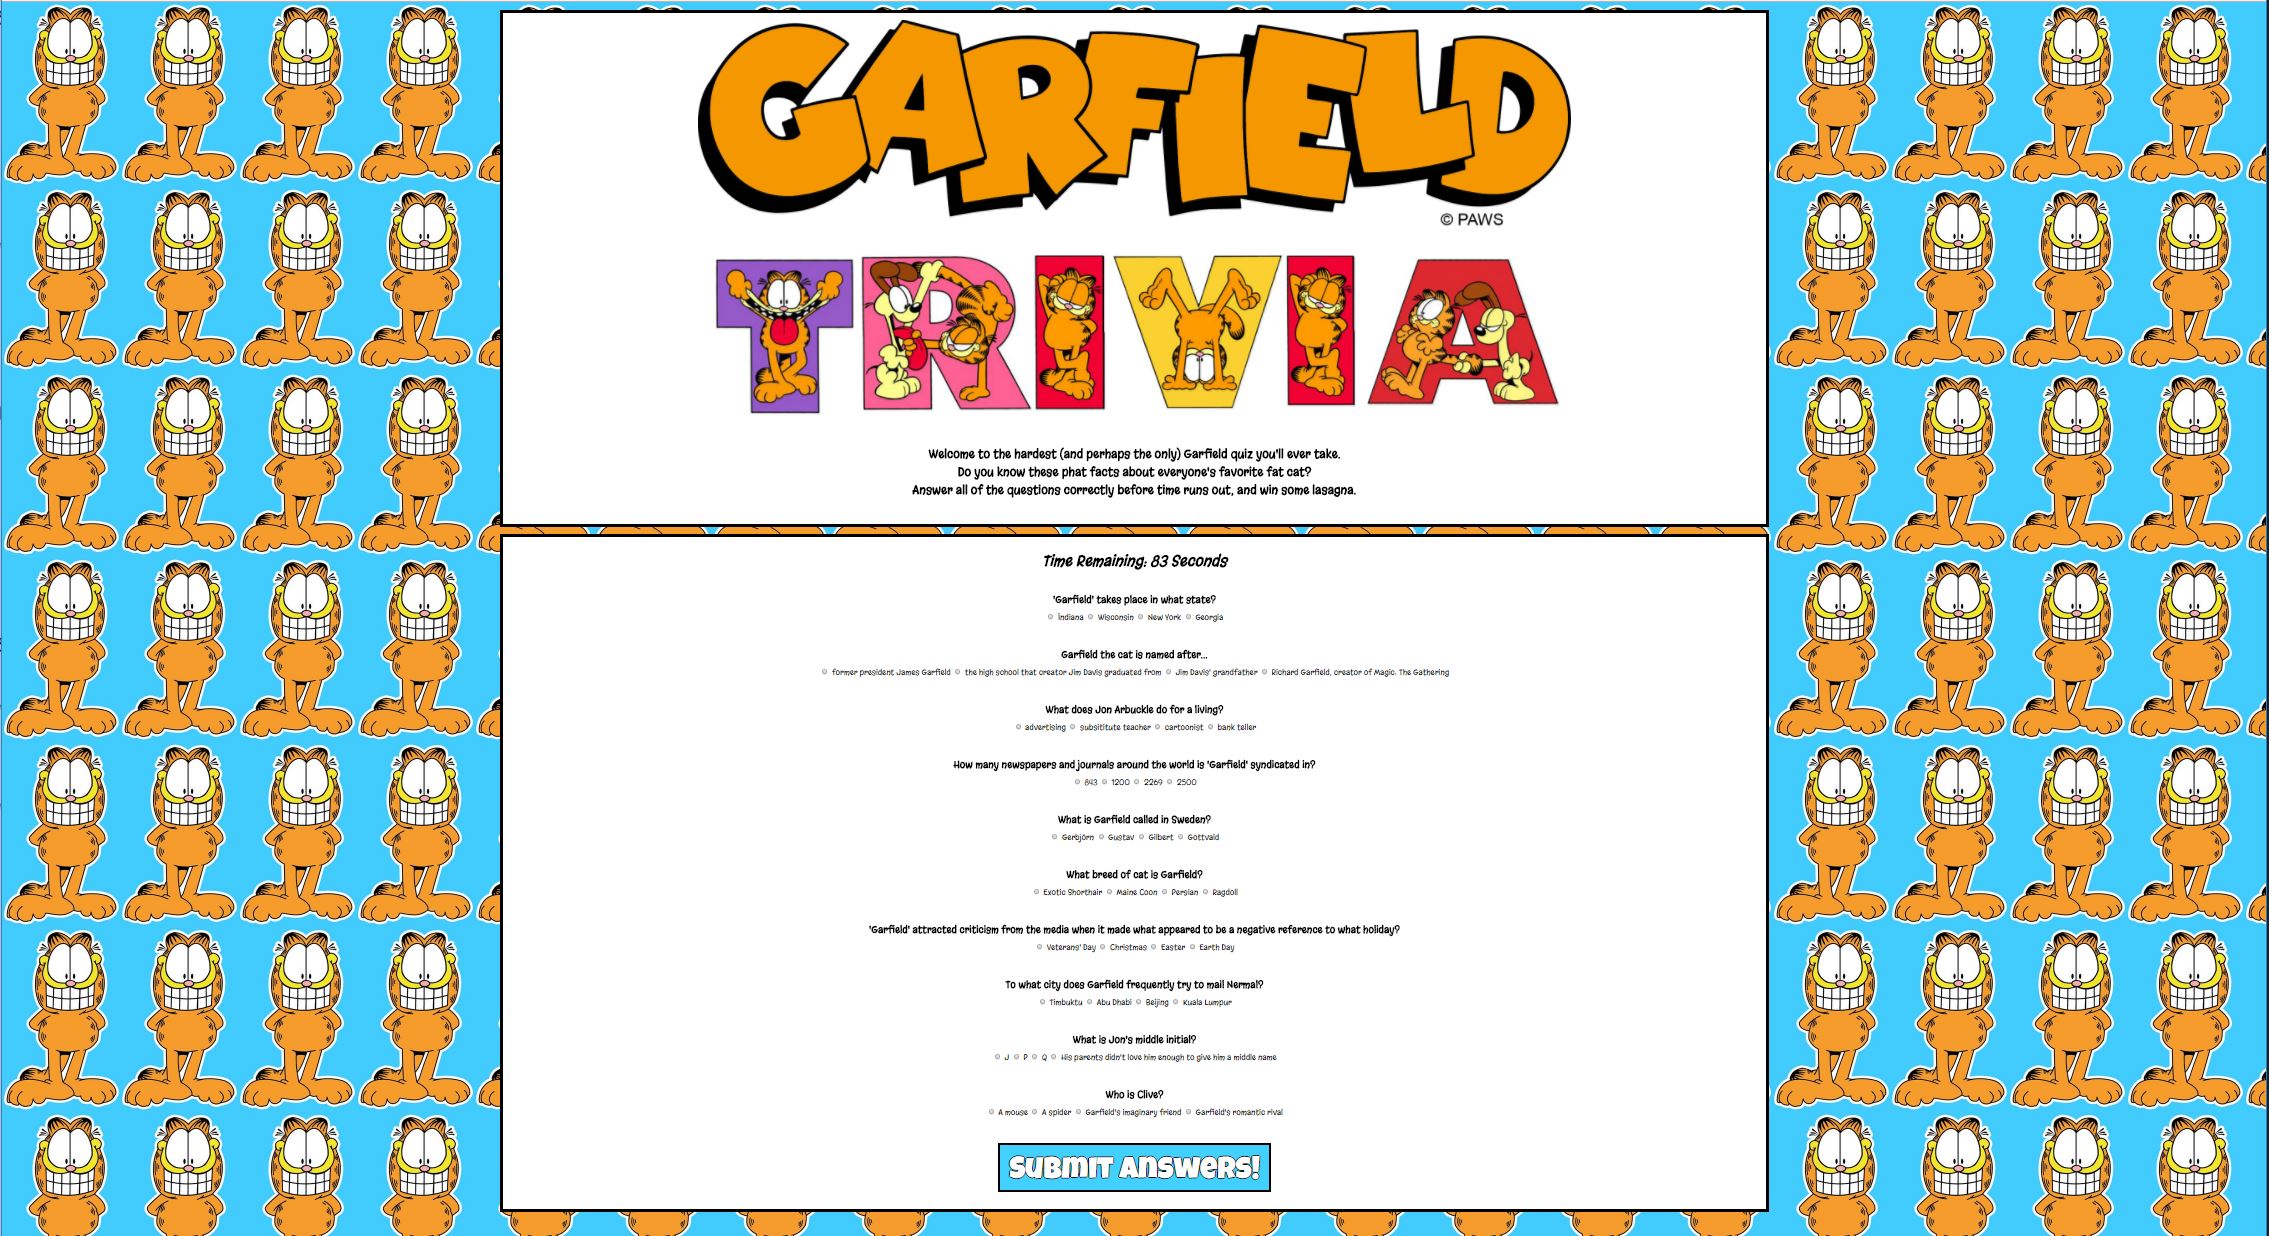 GARFIELD
© PAWS
TRIVIA
Welcome to the hardest (and perhaps the only) Garfield quiz you'll ever take.
Do you know these phat facts about everyone's favorite fat cat?
Answer all of the questions correctly before time runs out, and win some lasagna.
Time Remaining: 83 Seconds
'Garfield' takes place in what state?
Indiana Wisconsin New York Georgia
Garfield the cat is named after...
former president James Garfield the high school that creator Jim Davis graduated from Jim Davis' grandfather Richard Garfield, creator of Magic: The Gathering
What does Jon Arbuckle do for a living?
advertising subsititute teacher cartoonist bank teller
How many newspapers and journals around the world is 'Garfield' syndicated in?
843 1200 2269 2500
What is Garfield called in Sweden?
Gerbjörn Gustav Gilbert Gottvald
What breed of cat is Garfield?
Exotic Shorthair Maine Coon Persian Ragdoll
'Garfield' attracted criticism from the media when it made what appeared to be a negative reference to what holiday?
Veterans' Day Christmas Easter Earth Day
To what city does Garfield frequently try to mail Nermal?
Timbuktu Abu Dhabi Beijing Kuala Lumpur
What is Jon's middle initial?
J P Q His parents didn't love him enough to give him a middle name
Who is Clive?
A mouse A spider Garfield's imaginary friend Garfield's romantic rival
SUBMIT ANSWERS!